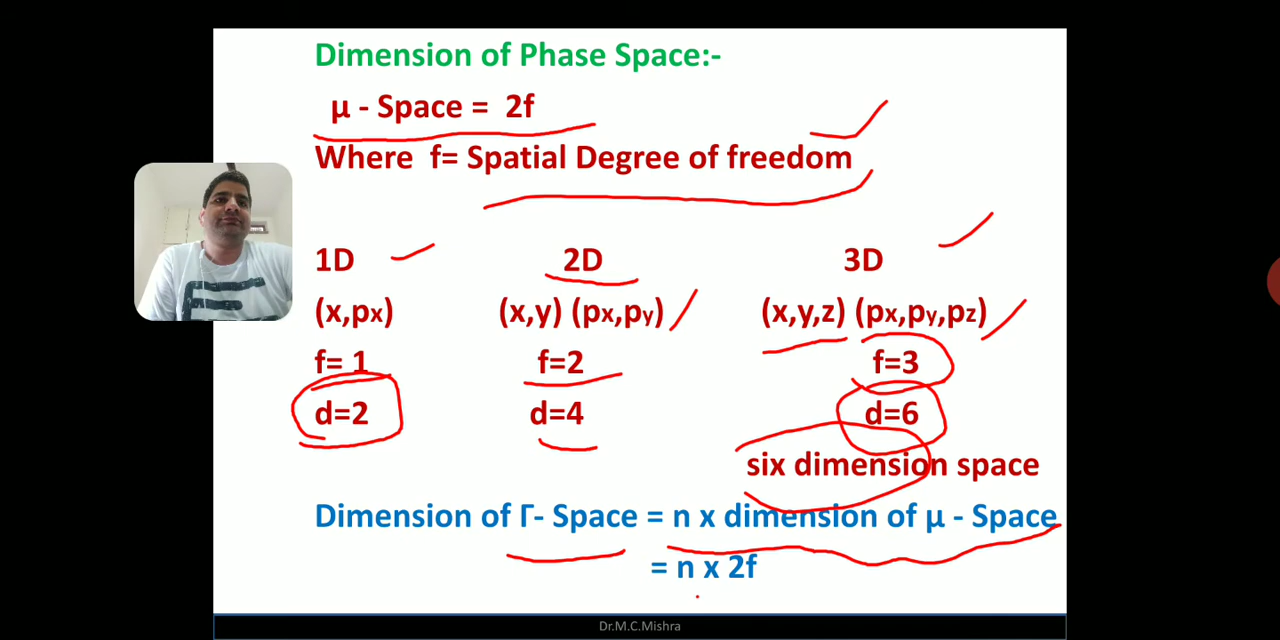 Dimension of Phase Space:-
μ - Space = 2f
Where f= Spatial Degree of freedom
1D 2D 3D
(x,px) (x,y) (px,py) (x,y,z) (px,py,pz)
f= 1 f=2 f=3
d=2 d=4 d=6
six dimension space
Dimension of Γ- Space = n x dimension of μ - Space
= n x 2f
Dr.M.C.Mishra